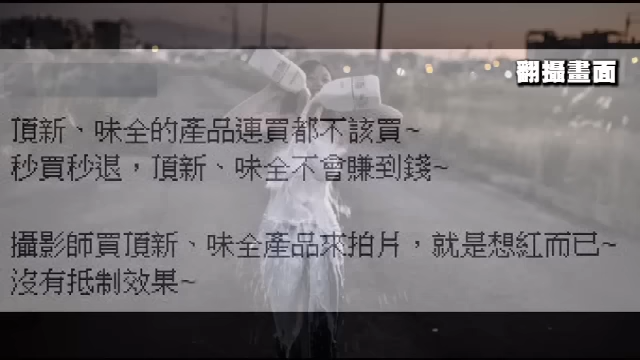 翻攝畫面
頂新、味全的產品連買都不該買~
秒買秒退，頂新、味全不會賺到錢~
攝影師買頂新、味全產品來拍片，就是想紅而已~
沒有抵制效果~